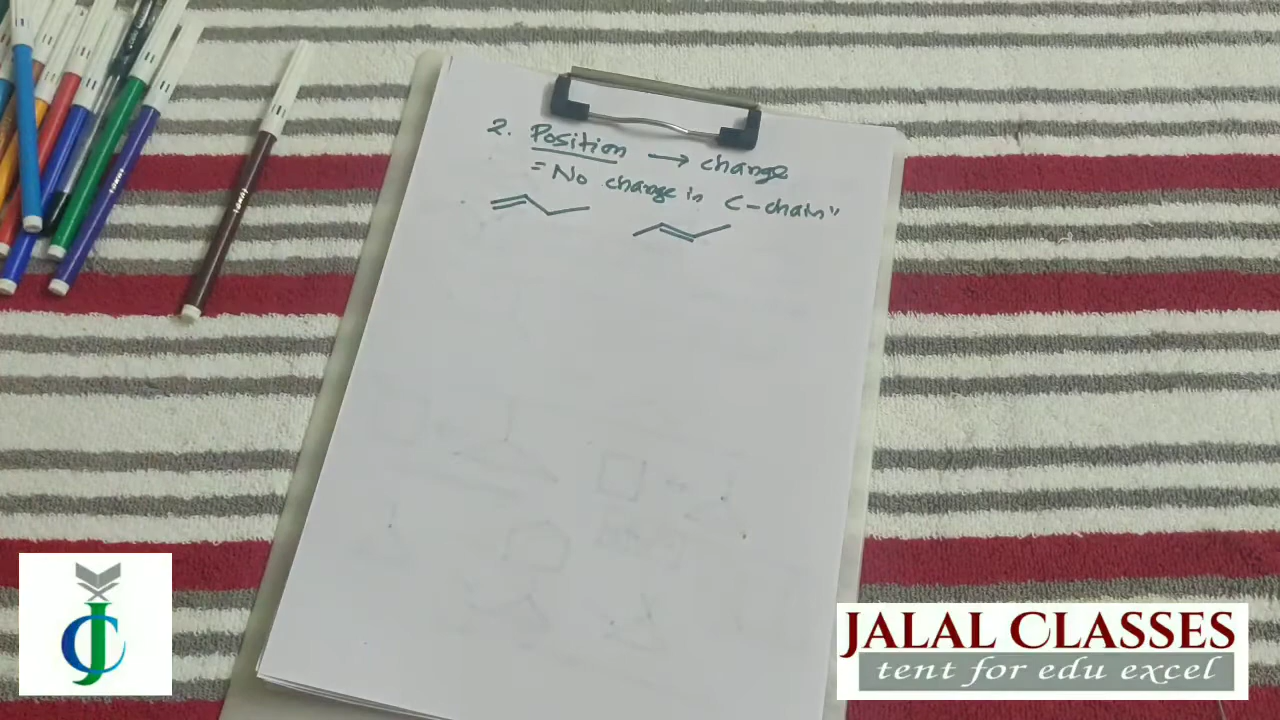 2. Position → change
= No change in C-chain"
JALAL CLASSES
tent for edu excel